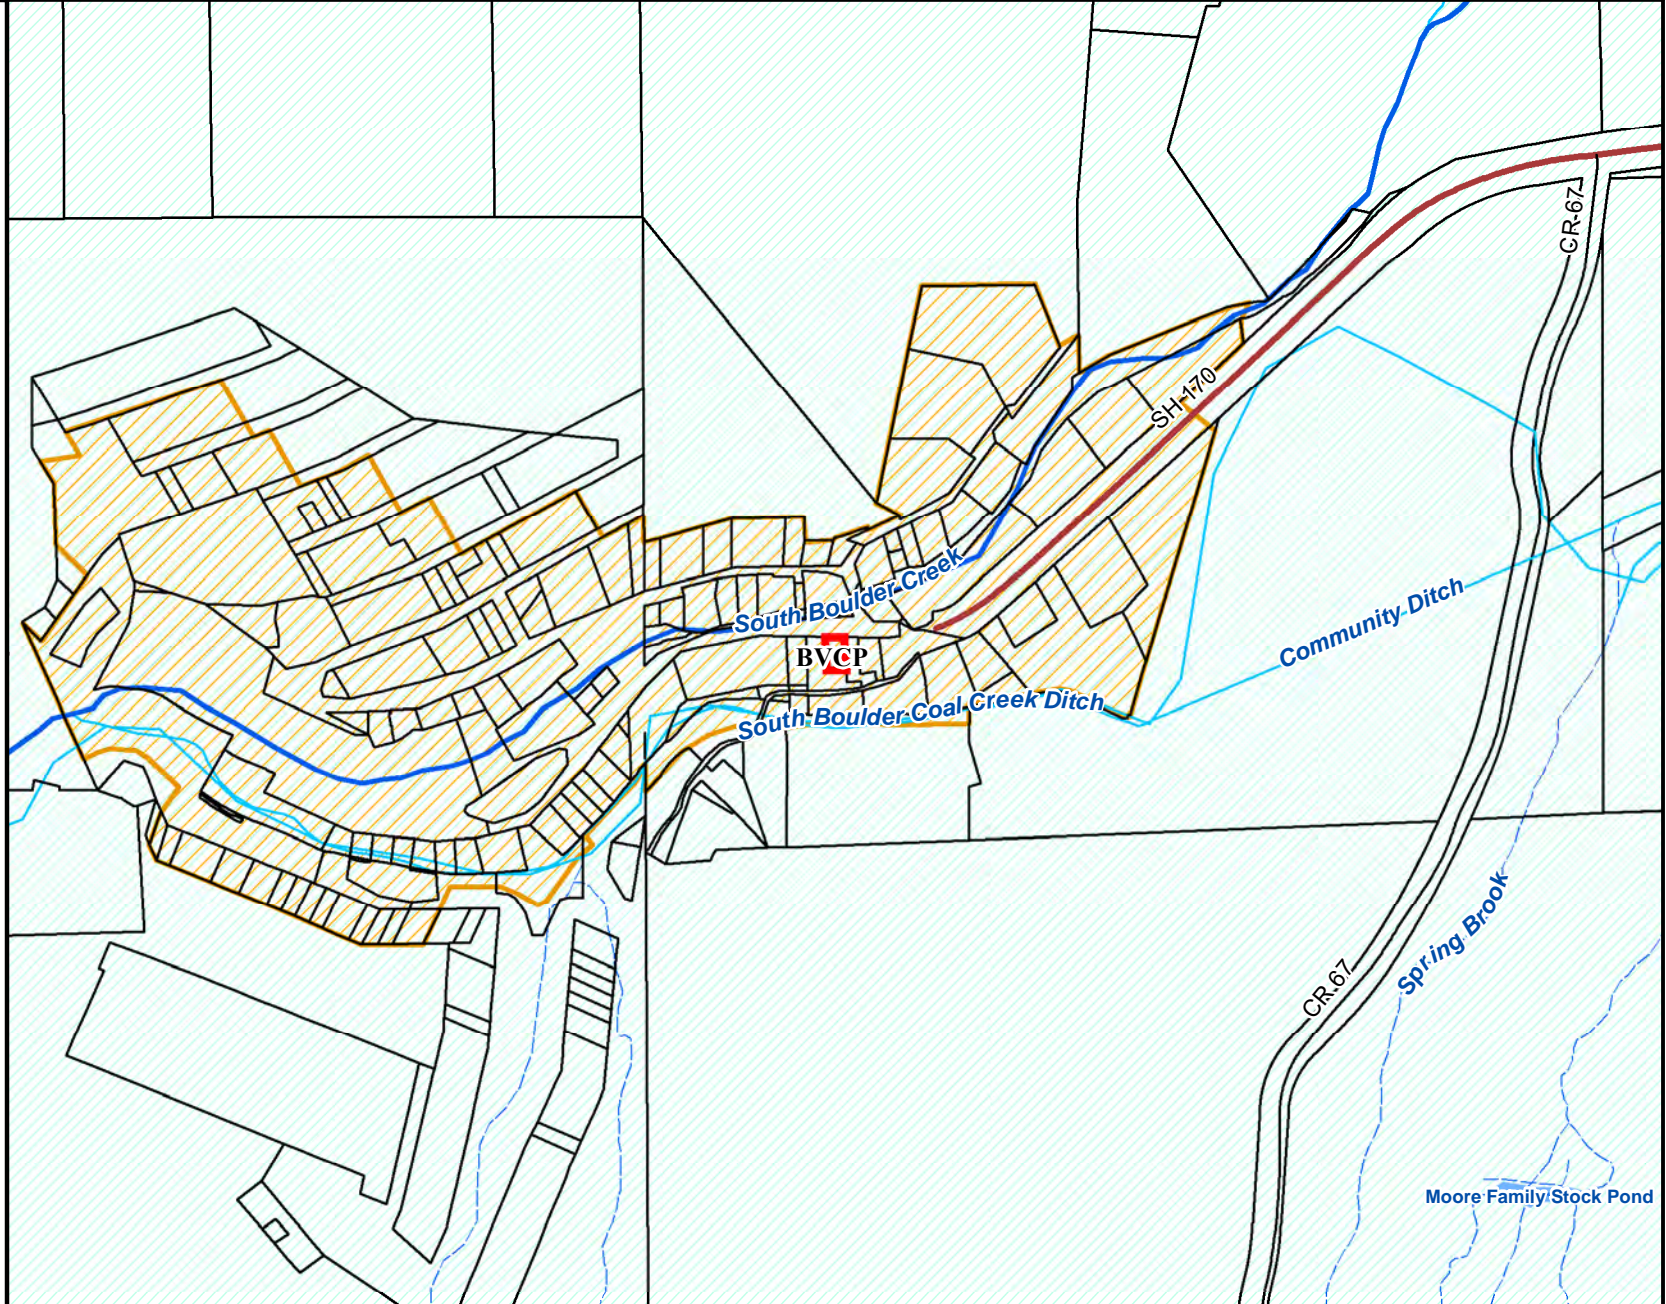 CR-67
SH-170
South Boulder Creek
Community Ditch
BVCP
South Boulder Coal Creek Ditch
Spring Brook
CR 67
Moore Family Stock Pond